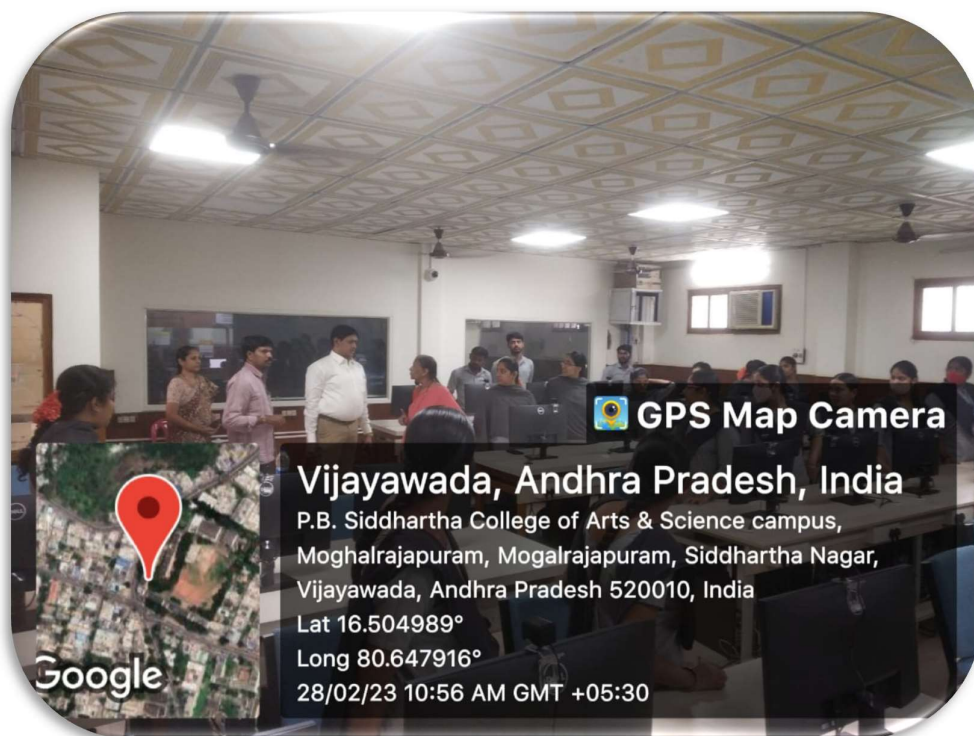 GPS Map Camera
Vijayawada, Andhra Pradesh, India
P.B. Siddhartha College of Arts & Science campus,
Moghalrajapuram, Mogalrajapuram, Siddhartha Nagar,
Vijayawada, Andhra Pradesh 520010, India
Lat 16.504989°
Long 80.647916°
28/02/23 10:56 AM GMT +05:30
Google